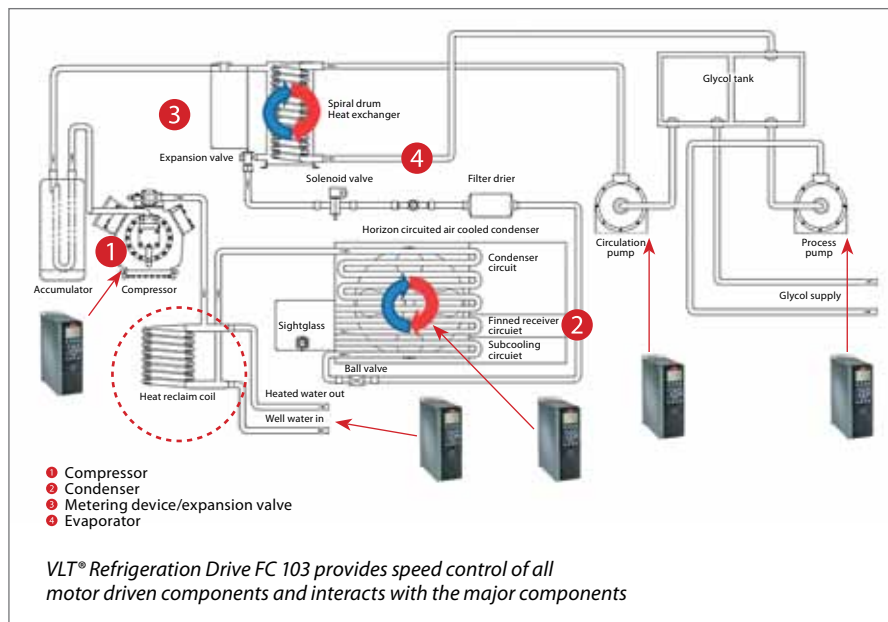 Glycol tank
Spiral drum
Heat exchanger
3
Expansion valve
4
Solenoid valve
Filter drier
Horizon circuited air cooled condenser
Circulation
pump
Process
pump
1
Condenser
circuit
Accumulator
Compressor
Glycol supply
Sightglass
Finned receiver
circuiet
2
Subcooling
circuiet
Ball valve
Heat reclaim coil
Heated water out
Well water in
1 Compressor
2 Condenser
3 Metering device/expansion valve
4 Evaporator
VLT® Refrigeration Drive FC 103 provides speed control of all
motor driven components and interacts with the major components